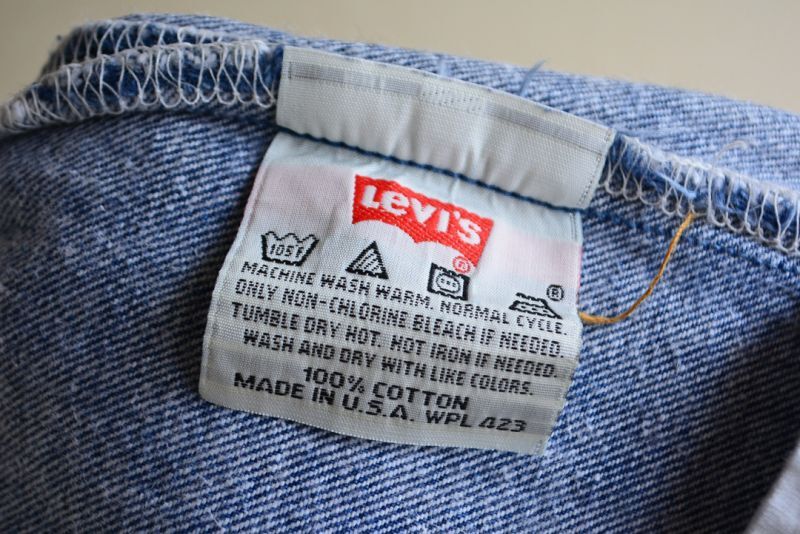 Levi's
105F
®
®
MACHINE WASH WARM. NORMAL CYCLE.
ONLY NON-CHLORINE BLEACH IF NEEDED.
TUMBLE DRY HOT. HOT IRON IF NEEDED.
WASH AND DRY WITH LIKE COLORS.
100% COTTON
MADE IN U.S.A. WPL 423